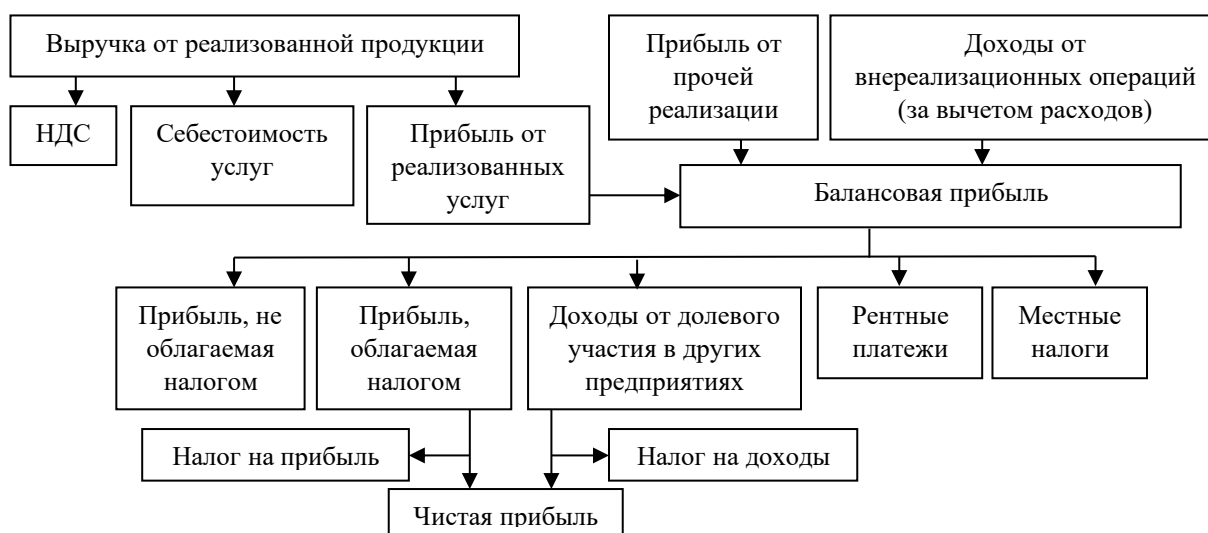 Выручка от реализованной продукции
Прибыль от
прочей
реализации
Доходы от
внереализационных операций
(за вычетом расходов)
НДС
Себестоимость
услуг
Прибыль от
реализованных
услуг
Балансовая прибыль
Прибыль, не
облагаемая
налогом
Прибыль,
облагаемая
налогом
Доходы от долевого
участия в других
предприятиях
Рентные
платежи
Местные
налоги
Налог на прибыль
Налог на доходы
Чистая прибыль